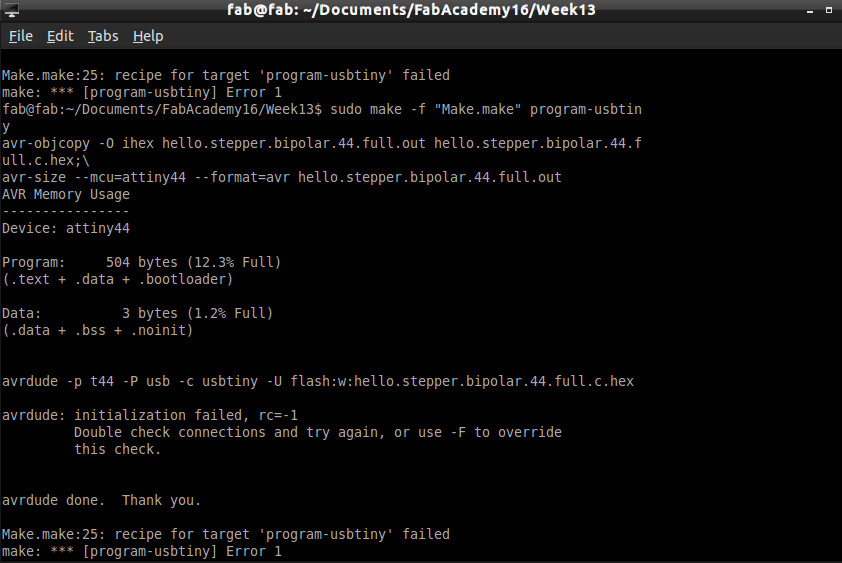 fab@fab: ~/Documents/FabAcademy16/Week13
File Edit Tabs Help
Make.make:25: recipe for target 'program-usbtiny' failed
make: *** [program-usbtiny] Error 1
fab@fab:~/Documents/FabAcademy16/Week13$ sudo make -f "Make.make" program-usbtin
y
avr-objcopy -O ihex hello.stepper.bipolar.44.full.out hello.stepper.bipolar.44.f
ull.c.hex;\
avr-size --mcu=attiny44 --format=avr hello.stepper.bipolar.44.full.out
AVR Memory Usage
----------------
Device: attiny44
Program:     504 bytes (12.3% Full)
(.text + .data + .bootloader)
Data:          3 bytes (1.2% Full)
(.data + .bss + .noinit)
avrdude -p t44 -P usb -c usbtiny -U flash:w:hello.stepper.bipolar.44.full.c.hex
avrdude: initialization failed, rc=-1
         Double check connections and try again, or use -F to override
         this check.
avrdude done.  Thank you.
Make.make:25: recipe for target 'program-usbtiny' failed
make: *** [program-usbtiny] Error 1